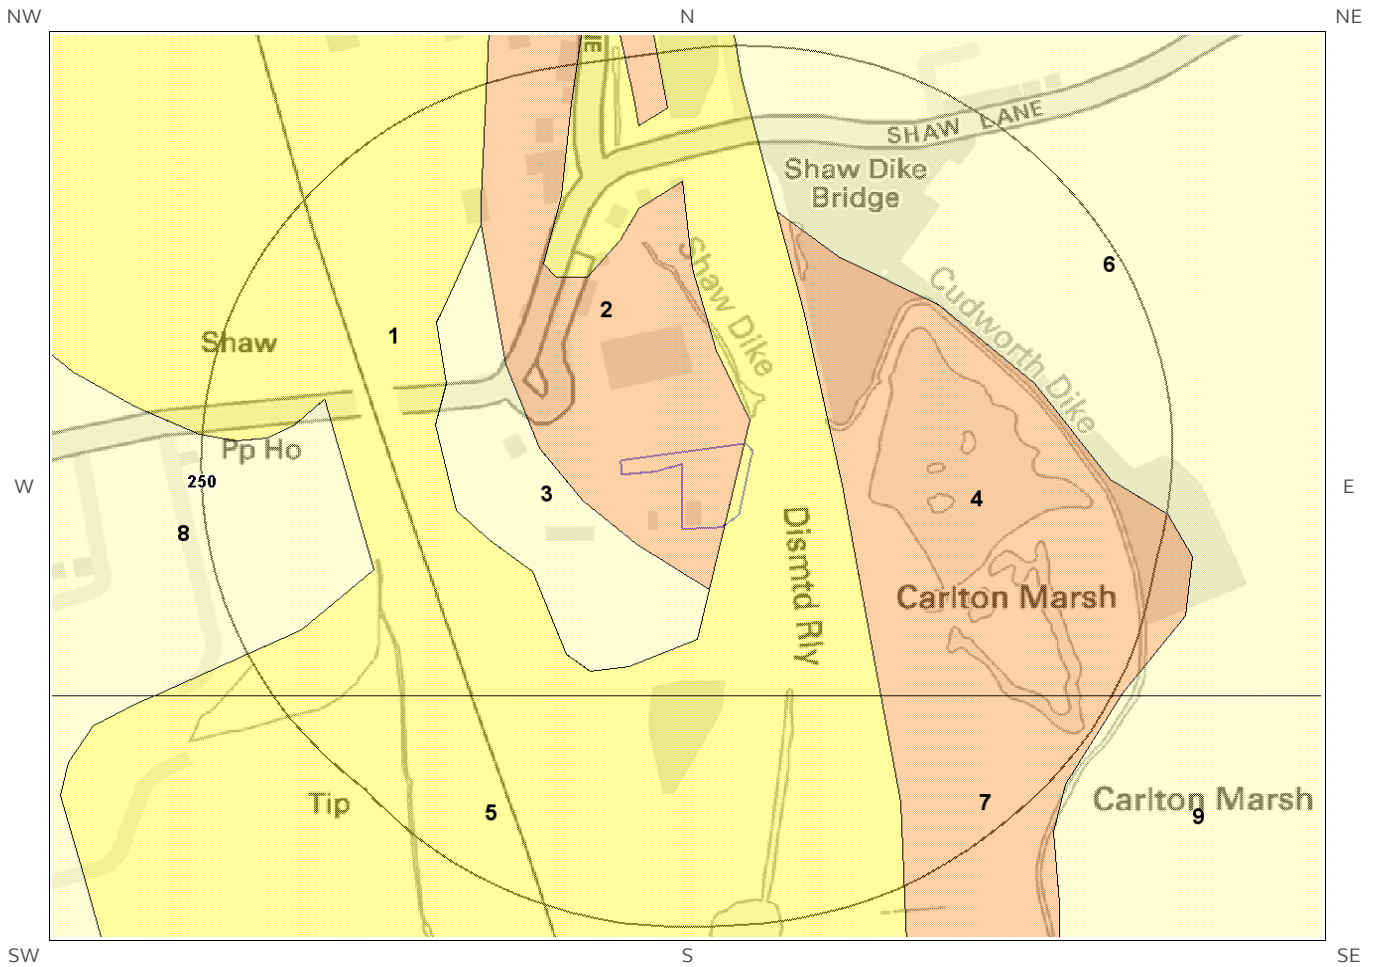 NW N NE
SHAW LANE
Shaw Dike
Bridge
6
Shaw Dike
Cudworth Dike
2
1
Shaw
Pp Ho
250
W
E
3
4
8
Dismtd Rly
Carlton Marsh
Tip
5
7
Carlton Marsh
9
SW S SE